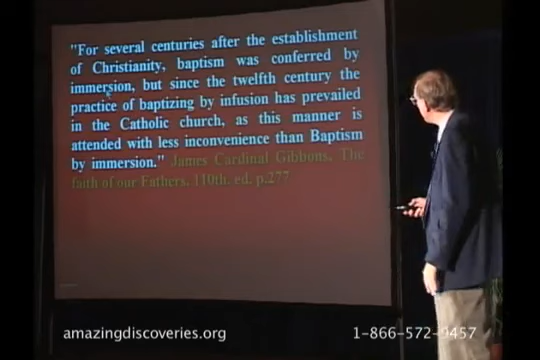 "For several centuries after the establishment
of Christianity, baptism was conferred by
immersion, but since the twelfth century the
practice of baptizing by infusion has prevailed
in the Catholic church, as this manner is
attended with less inconvenience than Baptism
by immersion." James Cardinal Gibbons, The
faith of our Fathers, 110th. ed. p.277
amazingdiscoveries.org
1-866-572-9457